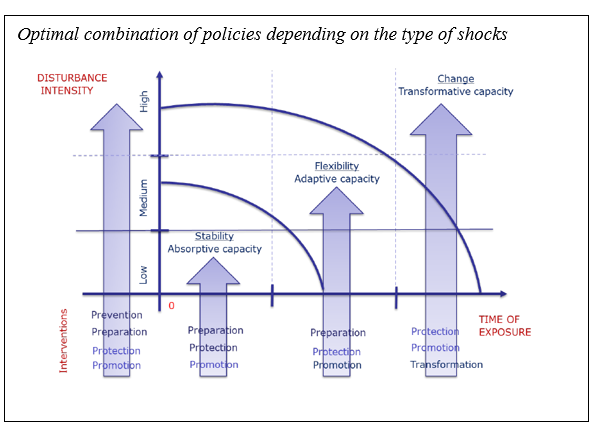 Optimal combination of policies depending on the type of shocks
DISTURBANCE
INTENSITY
High
Medium
Low
Change
Transformative capacity
Flexibility
Adaptive capacity
Stability
Absorptive capacity
0
TIME OF
EXPOSURE
Interventions
Prevention
Preparation
Protection
Promotion
Preparation
Protection
Promotion
Preparation
Protection
Promotion
Protection
Promotion
Transformation